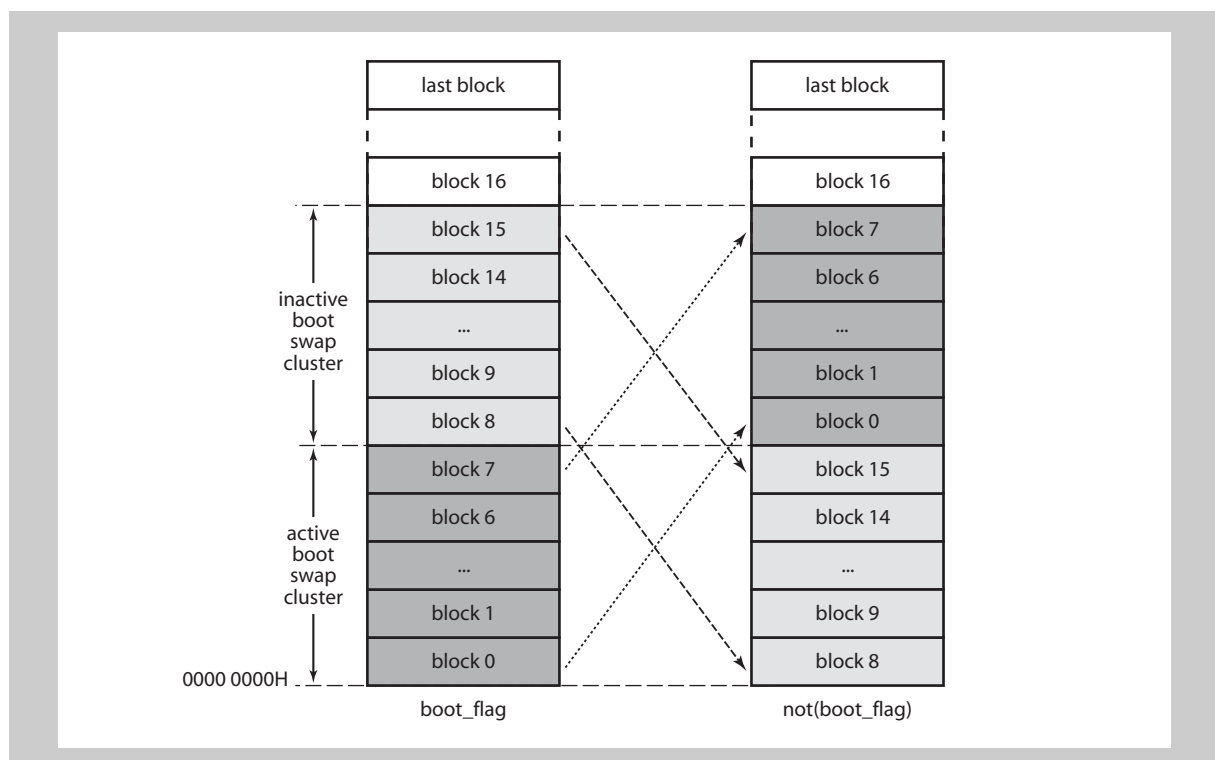 last block
block 16
block 15
block 14
...
block 9
block 8
block 7
block 6
...
block 1
block 0
boot_flag
inactive
boot
swap
cluster
active
boot
swap
cluster
0000 0000H
last block
block 16
block 7
block 6
...
block 1
block 0
block 15
block 14
...
block 9
block 8
not(boot_flag)